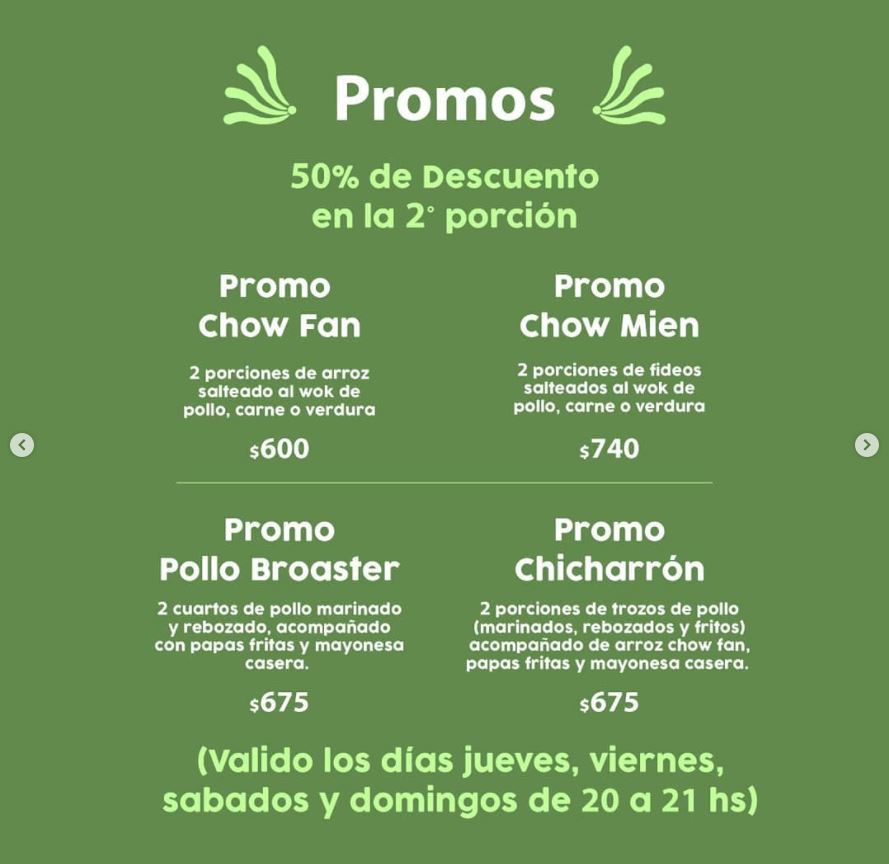 Promos
50% de Descuento
en la 2° porción
Promo
Chow Fan
2 porciones de arroz
salteado al wok de
pollo, carne o verdura
$600
Promo
Chow Mien
2 porciones de fideos
salteados al wok de
pollo, carne o verdura
$740
Promo
Pollo Broaster
2 cuartos de pollo marinado
y rebozado, acompañado
con papas fritas y mayonesa
casera.
$675
Promo
Chicharrón
2 porciones de trozos de pollo
(marinados, rebozados y fritos)
acompañado de arroz chow fan,
papas fritas y mayonesa casera.
$675
(Valido los días jueves, viernes,
sabados y domingos de 20 a 21 hs)